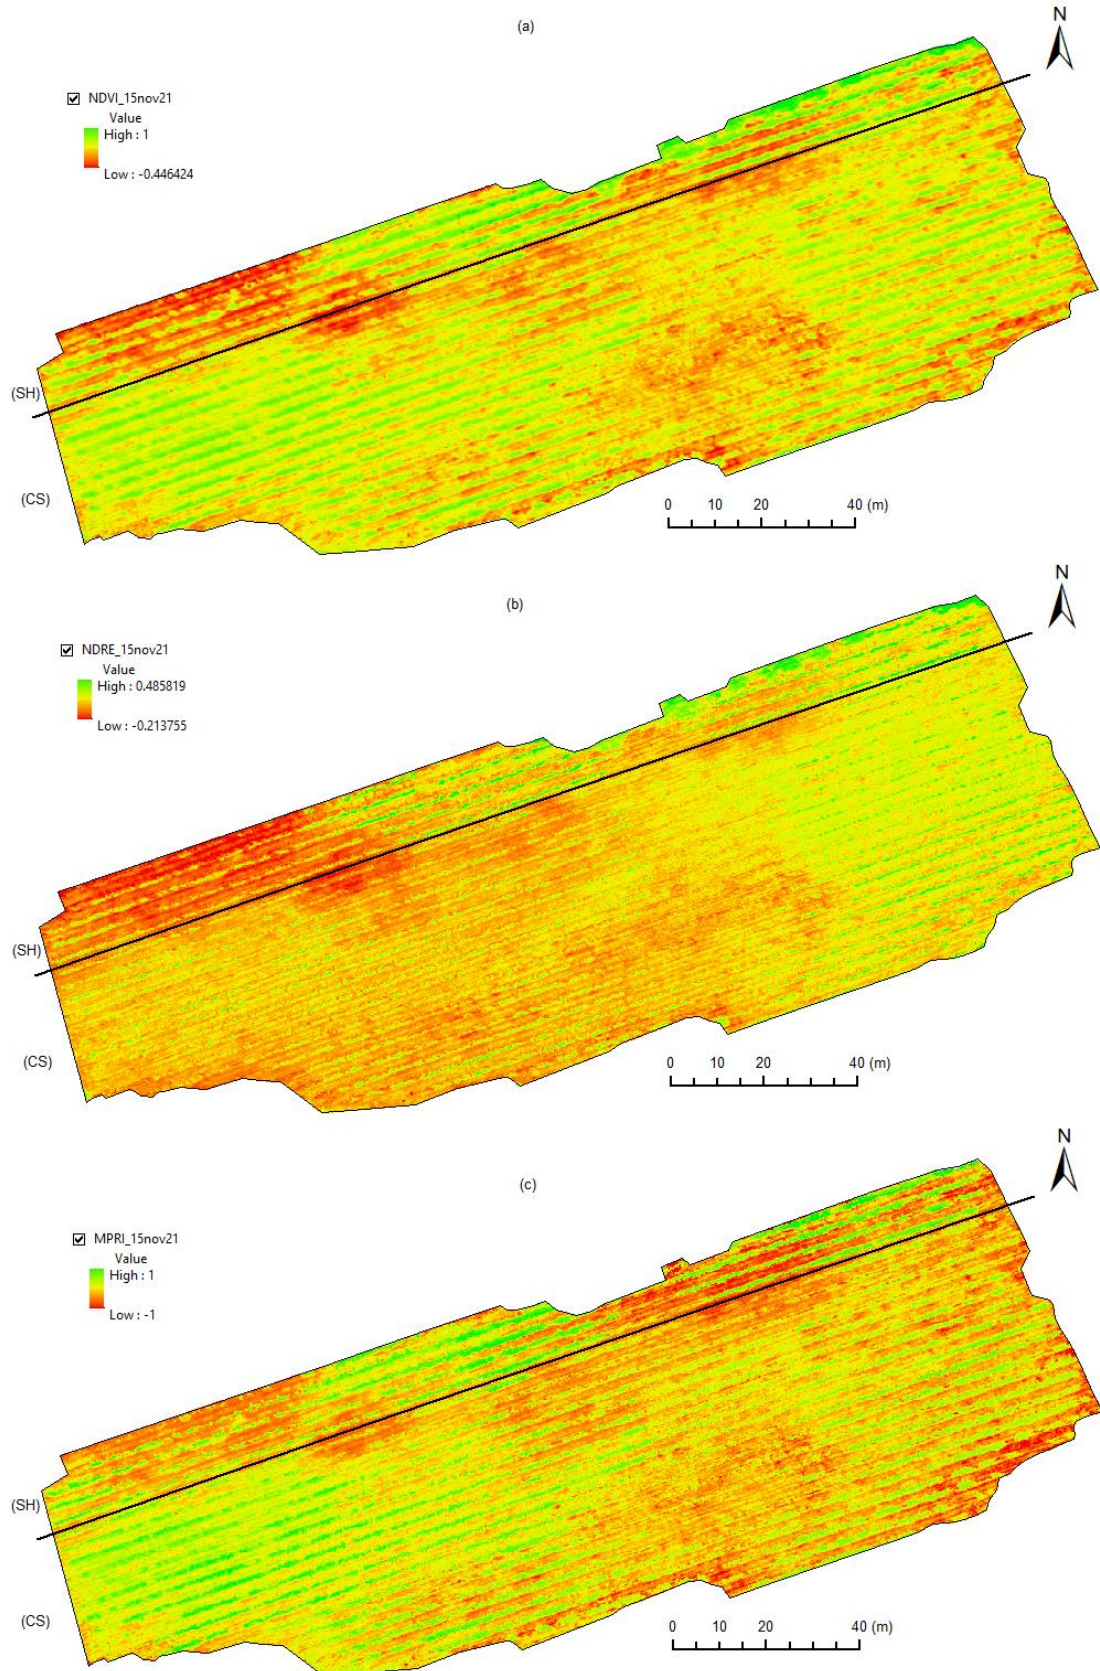 (a)
N
NDVI_15nov21
Value
High : 1
Low : -0.446424
(SH)
(CS)
0 10 20 40 (m)
(b)
N
NDRE_15nov21
Value
High : 0.485819
Low : -0.213755
(SH)
(CS)
0 10 20 40 (m)
(c)
N
MPRI_15nov21
Value
High : 1
Low : -1
(SH)
(CS)
0 10 20 40 (m)